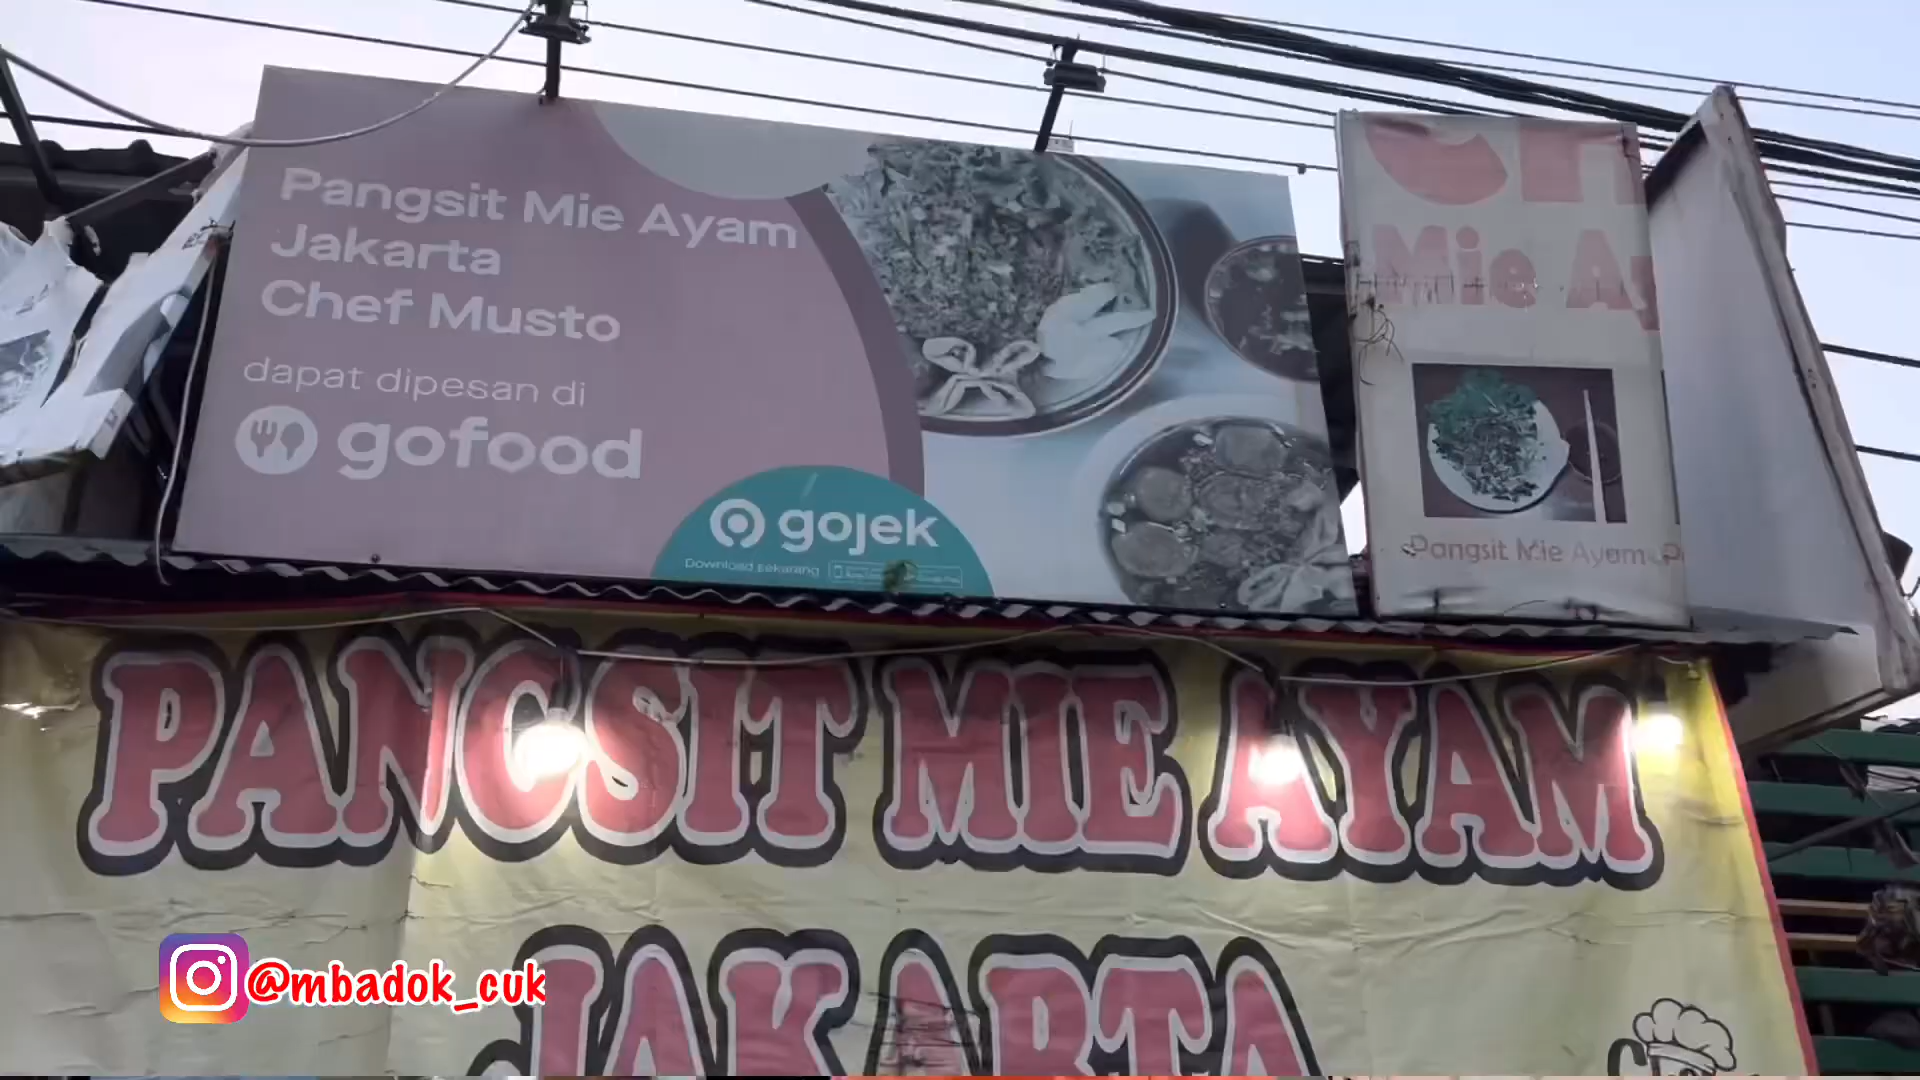 Pangsit Mie Ayam
Jakarta
Chef Musto
dapat dipesan di
gofood
gojek
Download sekarang
Mie Ay
Pangsit Mie Ayam
PANGSIT MIE AYAM
JAKARTA
@mbadok_cuk